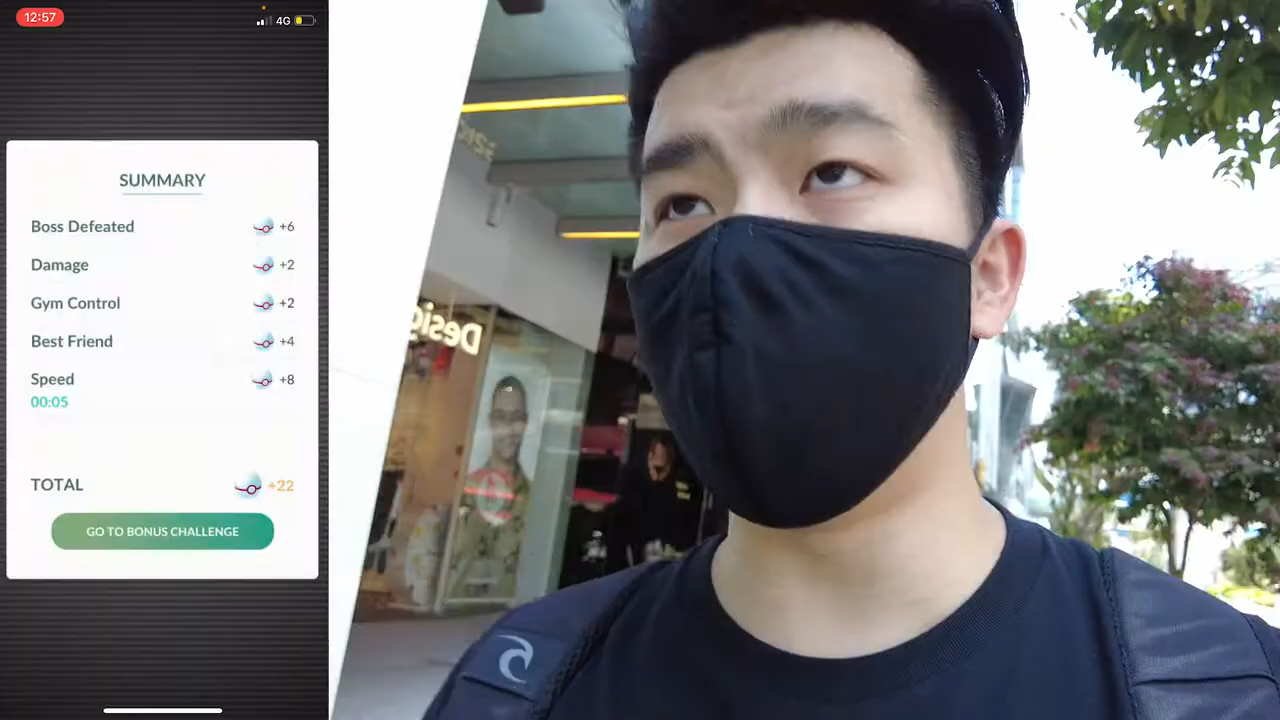 12:57
4G
SUMMARY
Boss Defeated +6
Damage +2
Gym Control +2
Best Friend +4
Speed +8
00:05
TOTAL +22
GO TO BONUS CHALLENGE
Desig